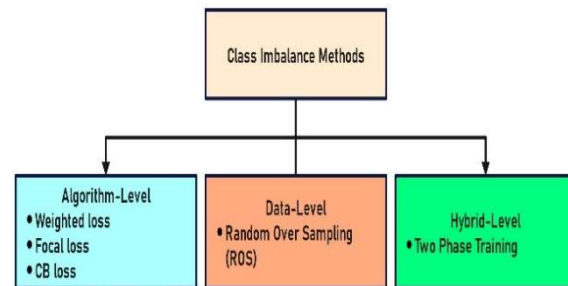 Class Imbalance Methods
Algorithm-Level
• Weighted loss
• Focal loss
• CB loss
Data-Level
• Random Over Sampling
(ROS)
Hybrid-Level
• Two Phase Training